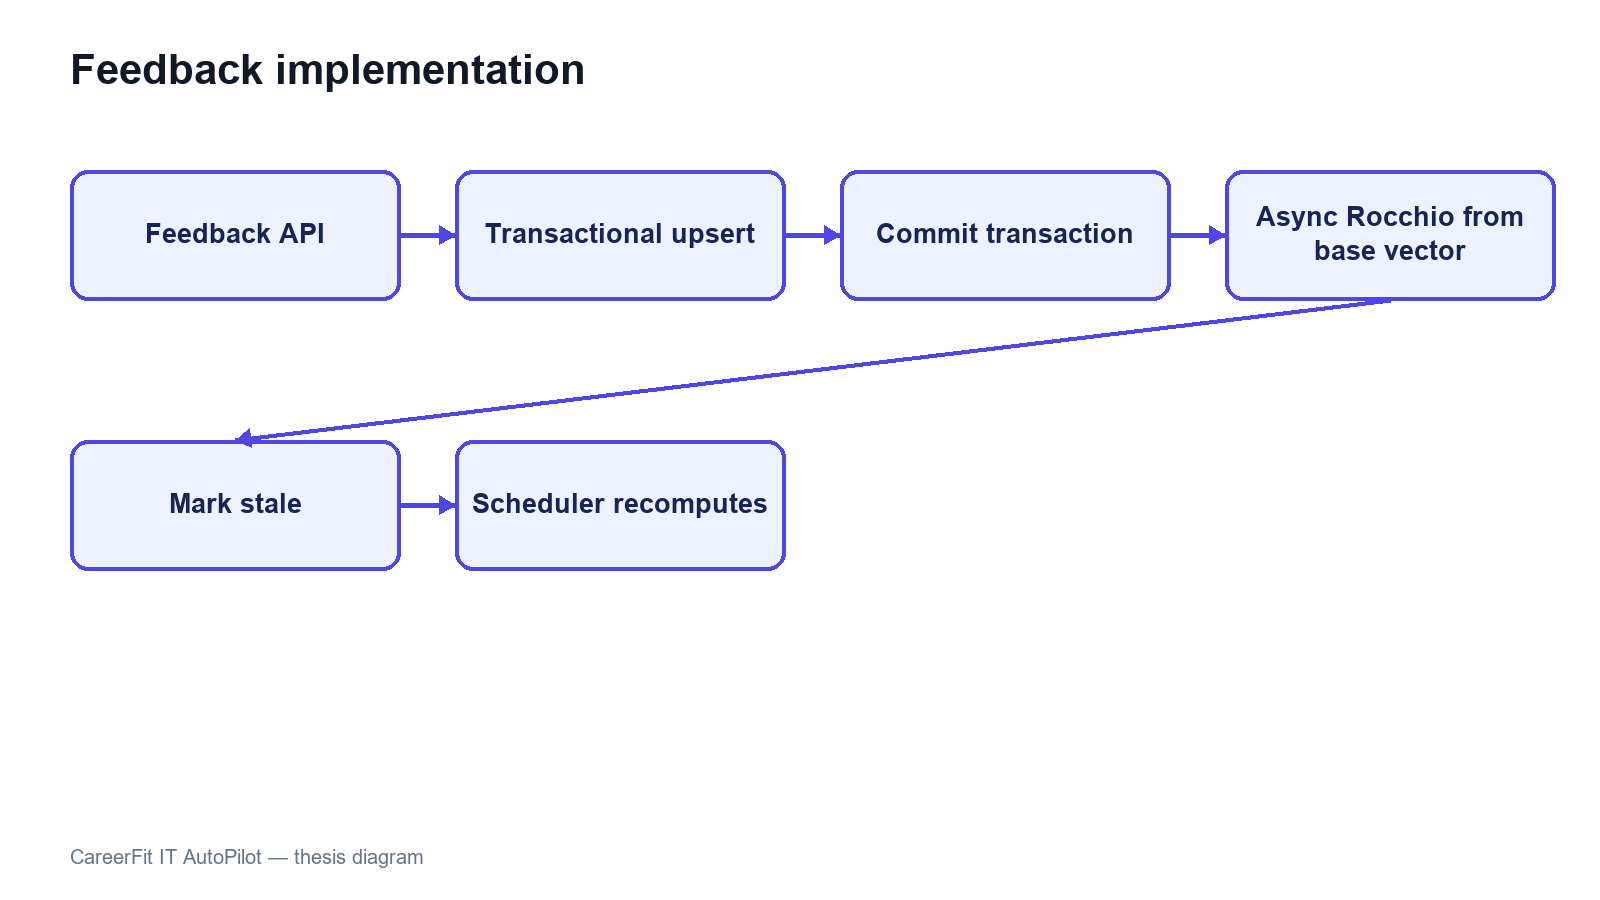 Feedback implementation
Feedback API
Transactional upsert
Commit transaction
Async Rocchio from
base vector
Mark stale
Scheduler recomputes
CareerFit IT AutoPilot — thesis diagram